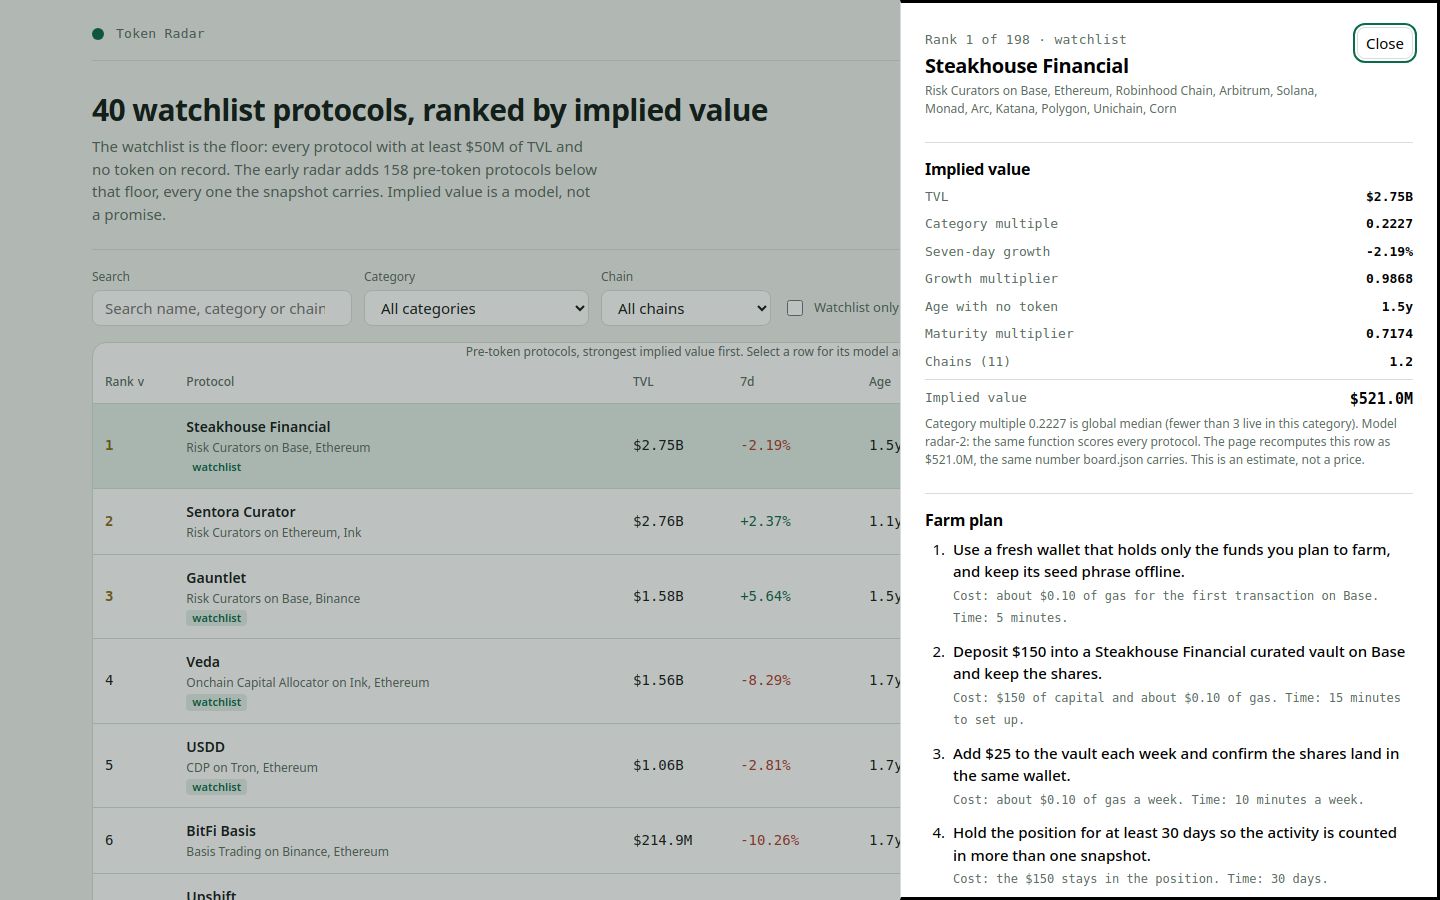 Token Radar
40 watchlist protocols, ranked by implied value
The watchlist is the floor: every protocol with at least $50M of TVL and
no token on record. The early radar adds 158 pre-token protocols below
that floor, every one the snapshot carries. Implied value is a model, not
a promise.
Search
Category
Chain
Search name, category or chain
All categories
All chains
Watchlist only
Pre-token protocols, strongest implied value first. Select a row for its model
Rank v
Protocol
TVL
7d
Age
1
Steakhouse Financial
Risk Curators on Base, Ethereum
watchlist
$2.75B
-2.19%
1.5y
2
Sentora Curator
Risk Curators on Ethereum, Ink
$2.76B
+2.37%
1.1y
3
Gauntlet
Risk Curators on Base, Binance
watchlist
$1.58B
+5.64%
1.5y
4
Veda
Onchain Capital Allocator on Ink, Ethereum
watchlist
$1.56B
-8.29%
1.7y
5
USDD
CDP on Tron, Ethereum
watchlist
$1.06B
-2.81%
1.7y
6
BitFi Basis
Basis Trading on Binance, Ethereum
$214.9M
-10.26%
1.7y
Upshift
Rank 1 of 198 · watchlist
Close
Steakhouse Financial
Risk Curators on Base, Ethereum, Robinhood Chain, Arbitrum, Solana,
Monad, Arc, Katana, Polygon, Unichain, Corn
Implied value
TVL $2.75B
Category multiple 0.2227
Seven-day growth -2.19%
Growth multiplier 0.9868
Age with no token 1.5y
Maturity multiplier 0.7174
Chains (11) 1.2
Implied value $521.0M
Category multiple 0.2227 is global median (fewer than 3 live in this category). Model
radar-2: the same function scores every protocol. The page recomputes this row as
$521.0M, the same number board.json carries. This is an estimate, not a price.
Farm plan
1. Use a fresh wallet that holds only the funds you plan to farm,
and keep its seed phrase offline.
Cost: about $0.10 of gas for the first transaction on Base.
Time: 5 minutes.
2. Deposit $150 into a Steakhouse Financial curated vault on Base
and keep the shares.
Cost: $150 of capital and about $0.10 of gas. Time: 15 minutes
to set up.
3. Add $25 to the vault each week and confirm the shares land in
the same wallet.
Cost: about $0.10 of gas a week. Time: 10 minutes a week.
4. Hold the position for at least 30 days so the activity is counted
in more than one snapshot.
Cost: the $150 stays in the position. Time: 30 days.